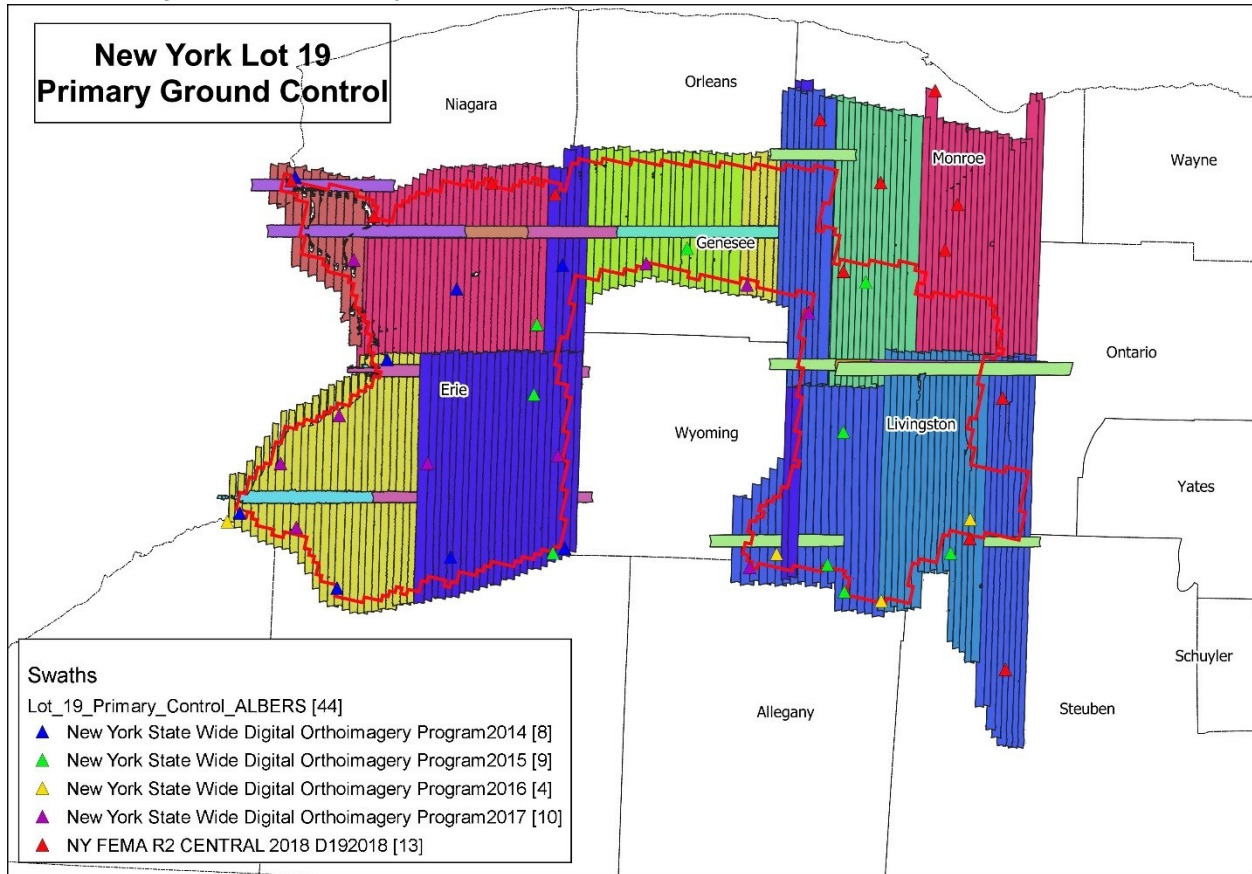 New York Lot 19
Primary Ground Control
Orleans
Niagara
Monroe
Wayne
Genesee
Ontario
Erie
Livingston
Wyoming
Yates
Schuyler
Allegany
Steuben
Swaths
Lot_19_Primary_Control_ALBERS [44]
New York State Wide Digital Orthoimagery Program2014 [8]
New York State Wide Digital Orthoimagery Program2015 [9]
New York State Wide Digital Orthoimagery Program2016 [4]
New York State Wide Digital Orthoimagery Program2017 [10]
NY FEMA R2 CENTRAL 2018 D192018 [13]